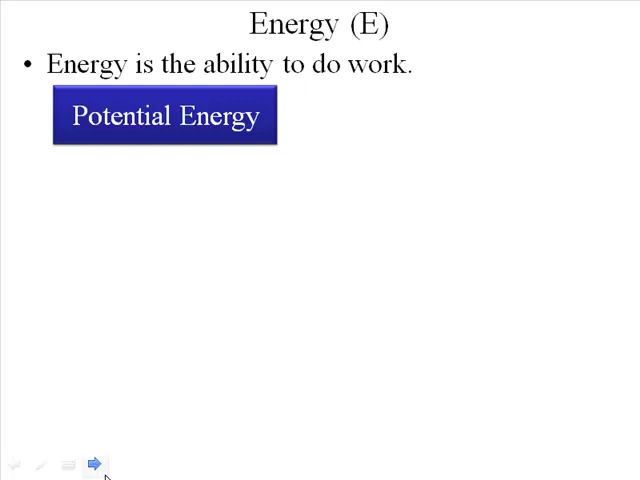 Energy (E)
• Energy is the ability to do work.
Potential Energy